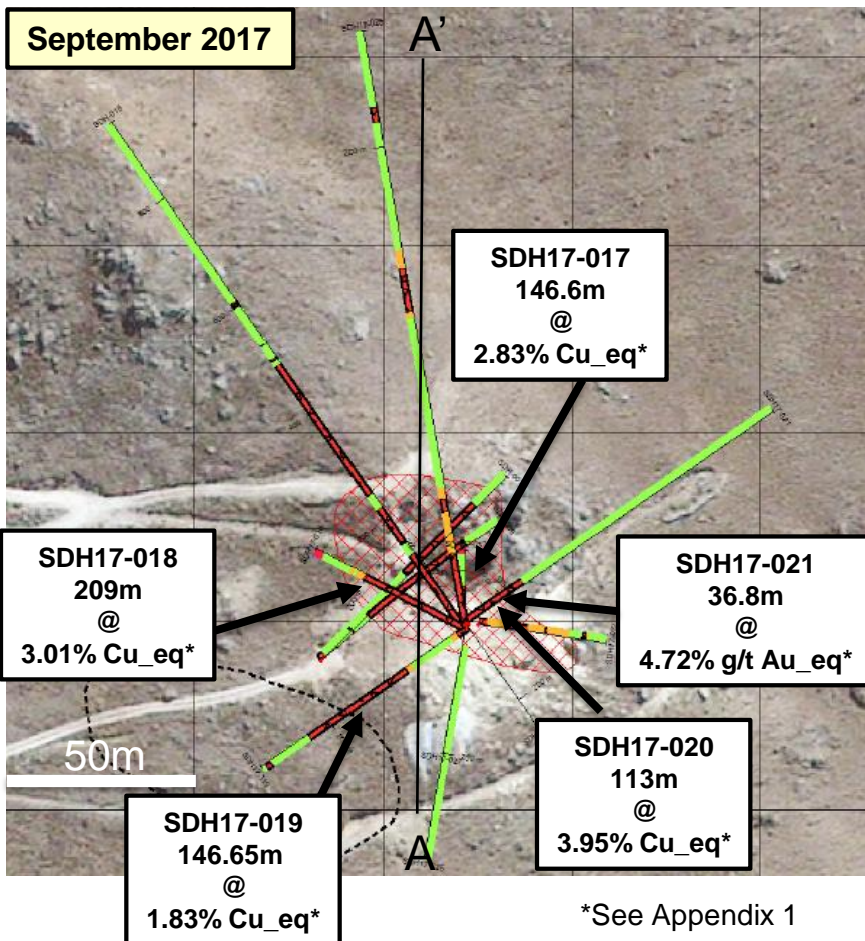 September 2017
A'
SDH17-017
146.6m
@
2.83% Cu_eq*
SDH17-018
209m
@
3.01% Cu_eq*
SDH17-021
36.8m
@
4.72% g/t Au_eq*
50m
SDH17-020
113m
@
3.95% Cu_eq*
SDH17-019
146.65m
@
1.83% Cu_eq*
A
*See Appendix 1